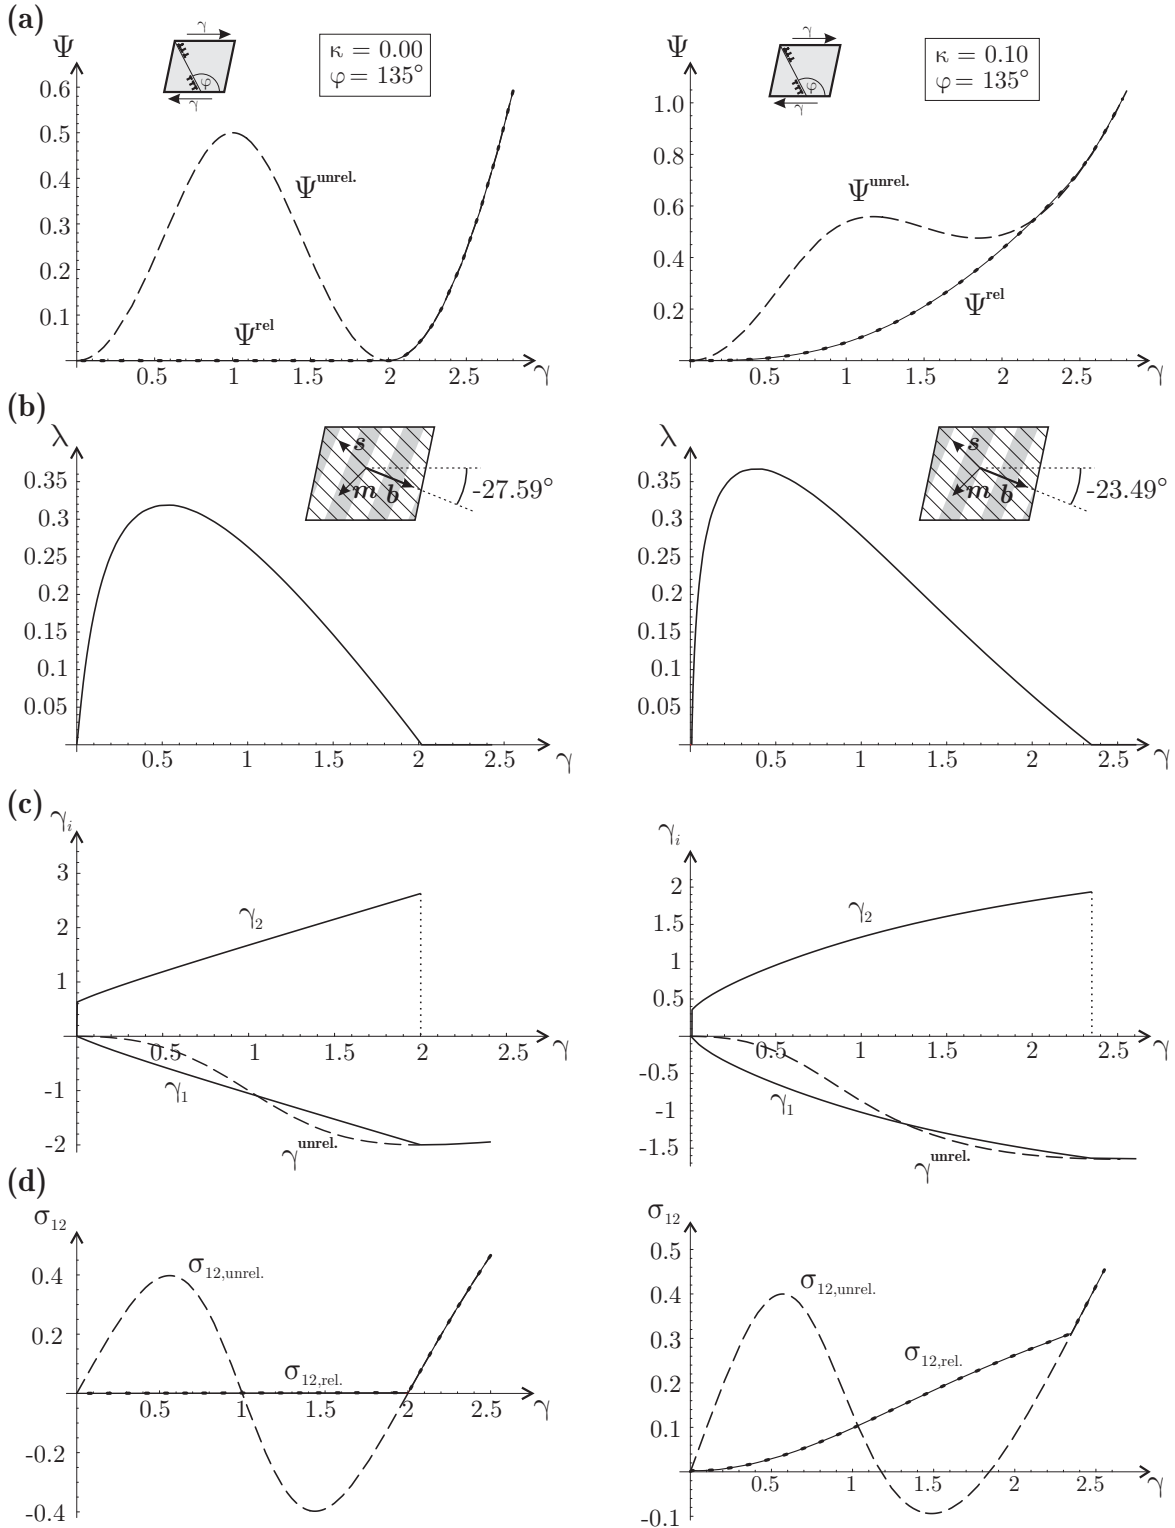 (a)
Ψ
γ
φ
γ
κ = 0.00
φ = 135°
0.6
0.5
0.4
0.3
0.2
0.1
Ψunrel.
Ψrel
0.5 1 1.5 2 2.5 γ
Ψ
γ
φ
γ
κ = 0.10
φ = 135°
1.0
0.8
0.6
0.4
0.2
Ψunrel.
Ψrel
0.5 1 1.5 2 2.5 γ
(b)
λ
0.35
0.3
0.25
0.2
0.15
0.1
0.05
s
m b
-27.59°
0.5 1 1.5 2 2.5 γ
λ
0.35
0.3
0.25
0.2
0.15
0.1
0.05
s
m b
-23.49°
0.5 1 1.5 2 2.5 γ
(c)
γi
3
2
1
-1
-2
γ2
γ1
γunrel.
0.5 1 1.5 2 2.5 γ
γi
2
1.5
1
0.5
-0.5
-1
-1.5
γ2
γ1
γunrel.
0.5 1 1.5 2 2.5 γ
(d)
σ12
0.4
0.2
-0.2
-0.4
σ12,unrel.
σ12,rel.
0.5 1 1.5 2 2.5 γ
σ12
0.5
0.4
0.3
0.2
0.1
-0.1
σ12,unrel.
σ12,rel.
0.5 1 1.5 2 2.5 γ